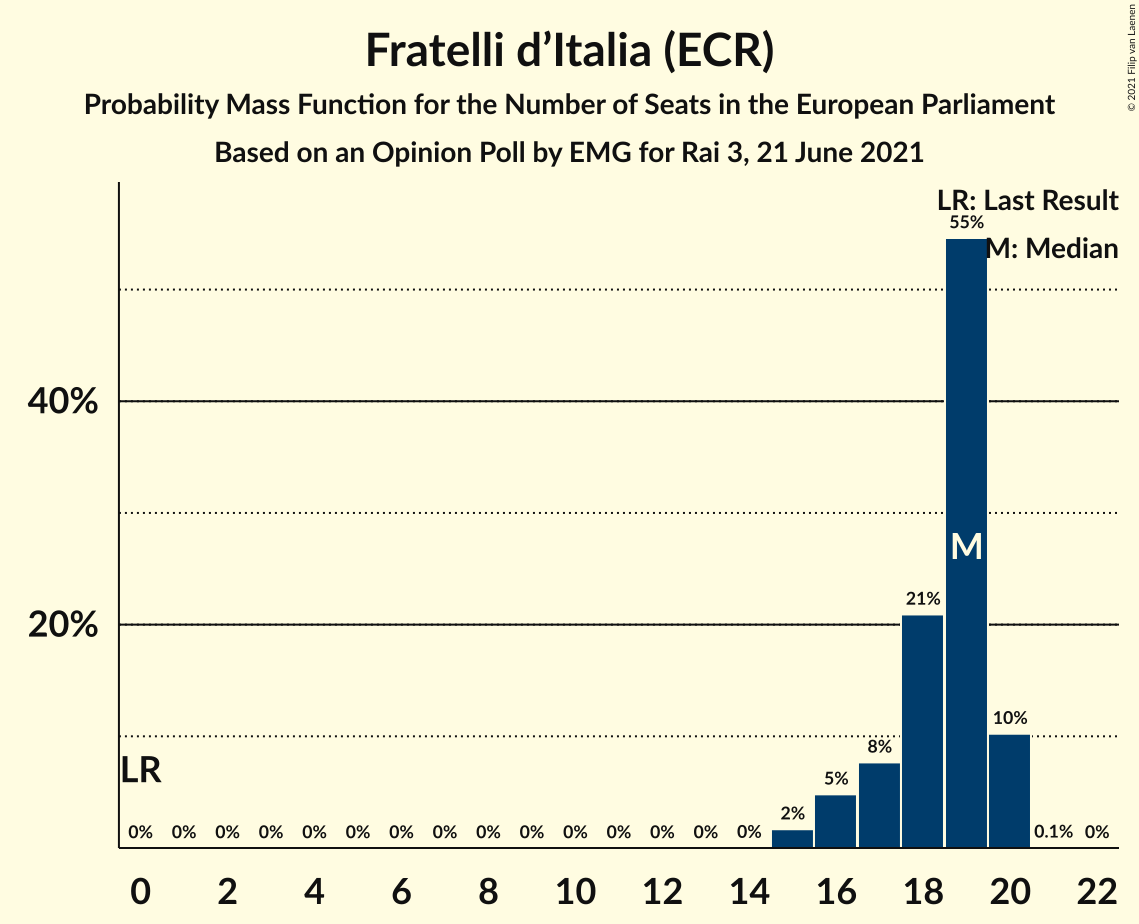 Fratelli d’Italia (ECR)
Probability Mass Function for the Number of Seats in the European Parliament
Based on an Opinion Poll by EMG for Rai 3, 21 June 2021
© 2021 Filip van Laenen
LR: Last Result
M: Median
55%
40%
M
21%
20%
10%
8%
LR
5%
2%
0% 0% 0% 0% 0% 0% 0% 0% 0% 0% 0% 0% 0% 0% 0% 0.1% 0%
0 2 4 6 8 10 12 14 16 18 20 22